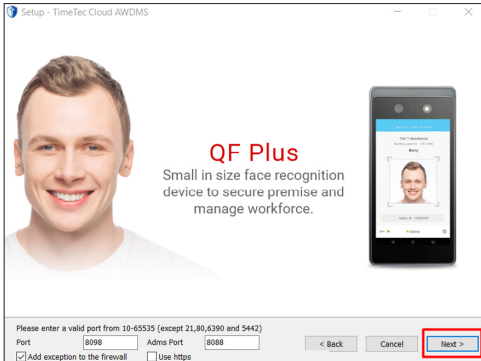 Setup - TimeTec Cloud AWDMS
QF Plus
Small in size face recognition
device to secure premise and
manage workforce.
Please enter a valid port from 10-65535 (except 21,80,6390 and 5442)
Port 8098 Adms Port 8088
Add exception to the firewall Use https
< Back Cancel Next >